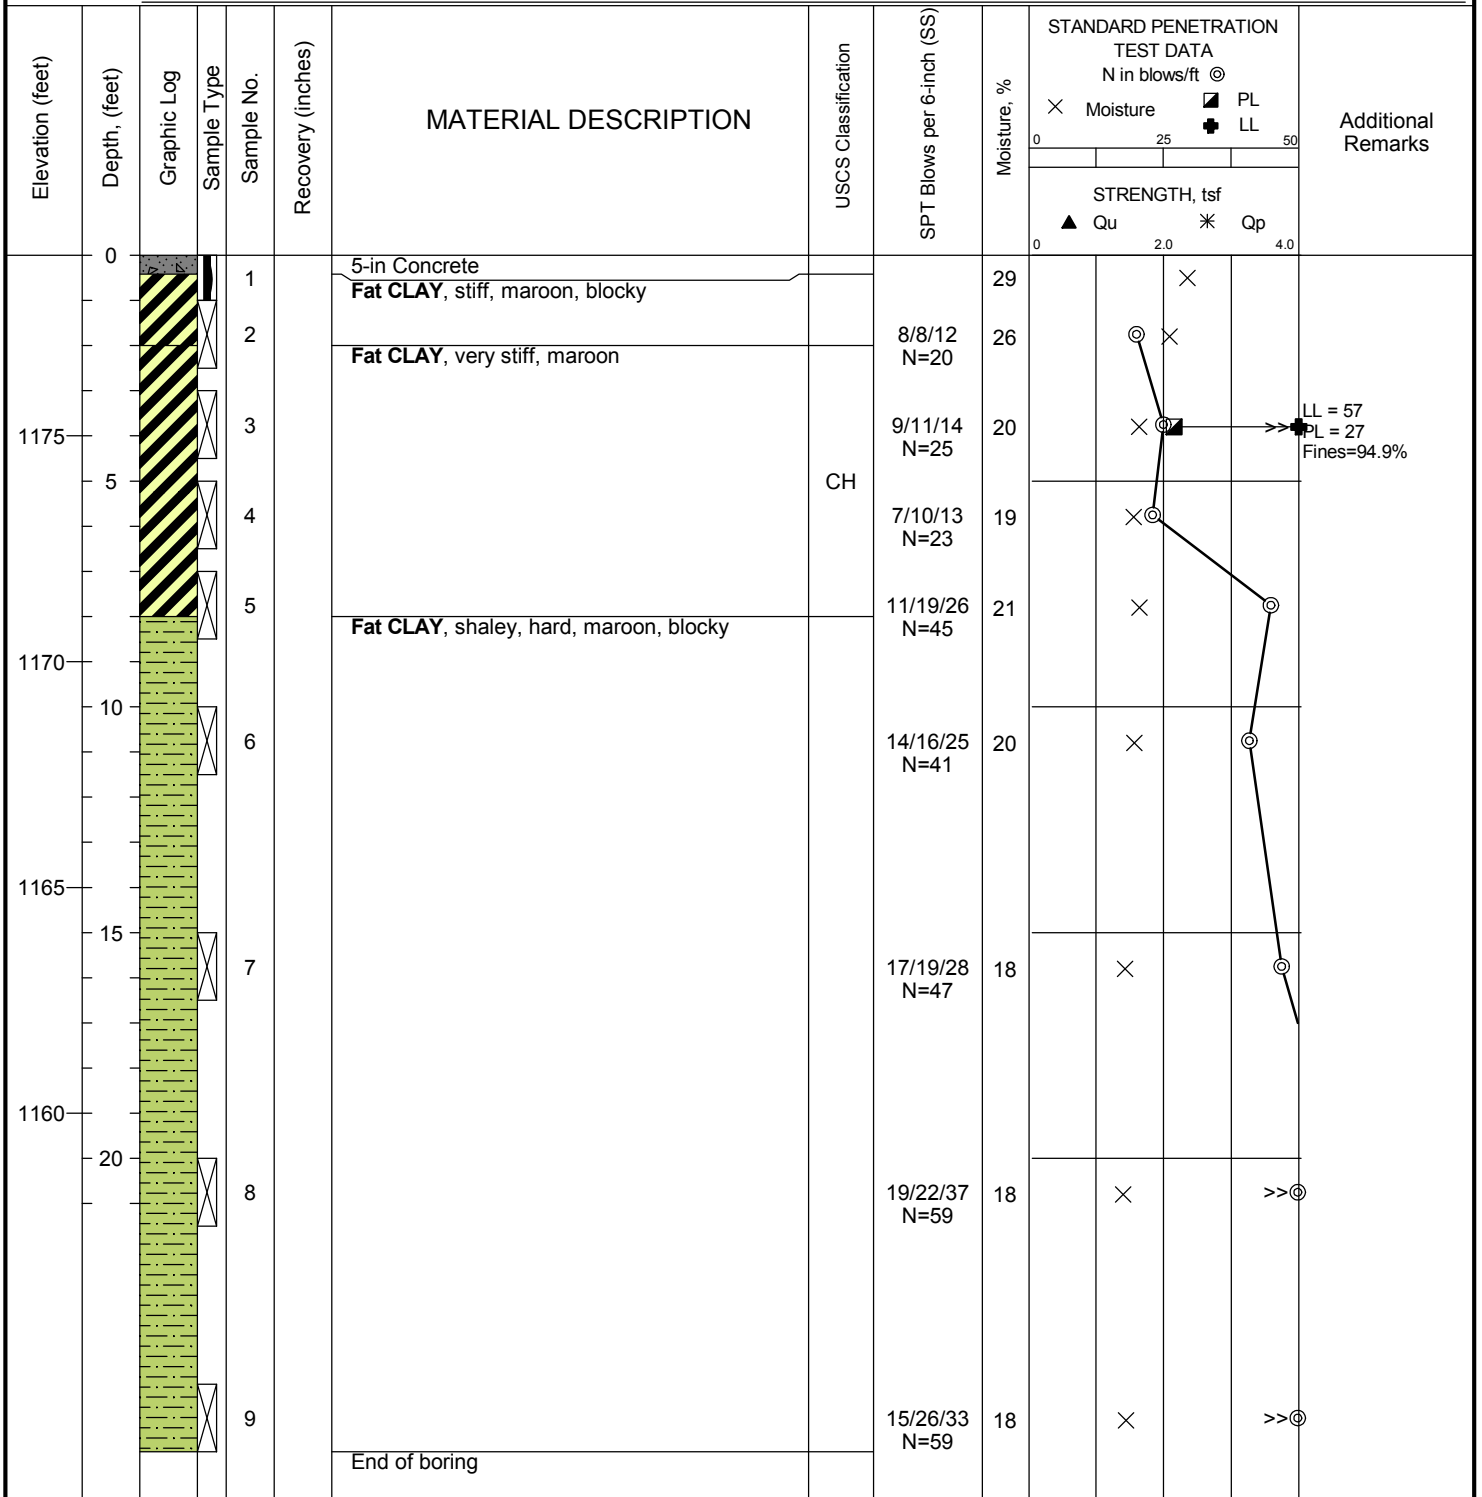 Elevation (feet)
Depth, (feet)
Graphic Log
Sample Type
Sample No.
Recovery (inches)
MATERIAL DESCRIPTION
USCS Classification
SPT Blows per 6-inch (SS)
Moisture, %
STANDARD PENETRATION
TEST DATA
N in blows/ft
Moisture
PL
LL
0 25 50
STRENGTH, tsf
Qu Qp
0 2.0 4.0
Additional
Remarks
0
5-in Concrete
1
29
Fat CLAY, stiff, maroon, blocky
2
8/8/12
N=20
26
Fat CLAY, very stiff, maroon
1175
3
9/11/14
N=25
20
>>
LL = 57
PL = 27
Fines=94.9%
5
CH
4
7/10/13
N=23
19
5
11/19/26
N=45
21
Fat CLAY, shaley, hard, maroon, blocky
1170
10
6
14/16/25
N=41
20
1165
15
7
17/19/28
N=47
18
1160
20
8
19/22/37
N=59
18
>>
9
15/26/33
N=59
18
>>
End of boring